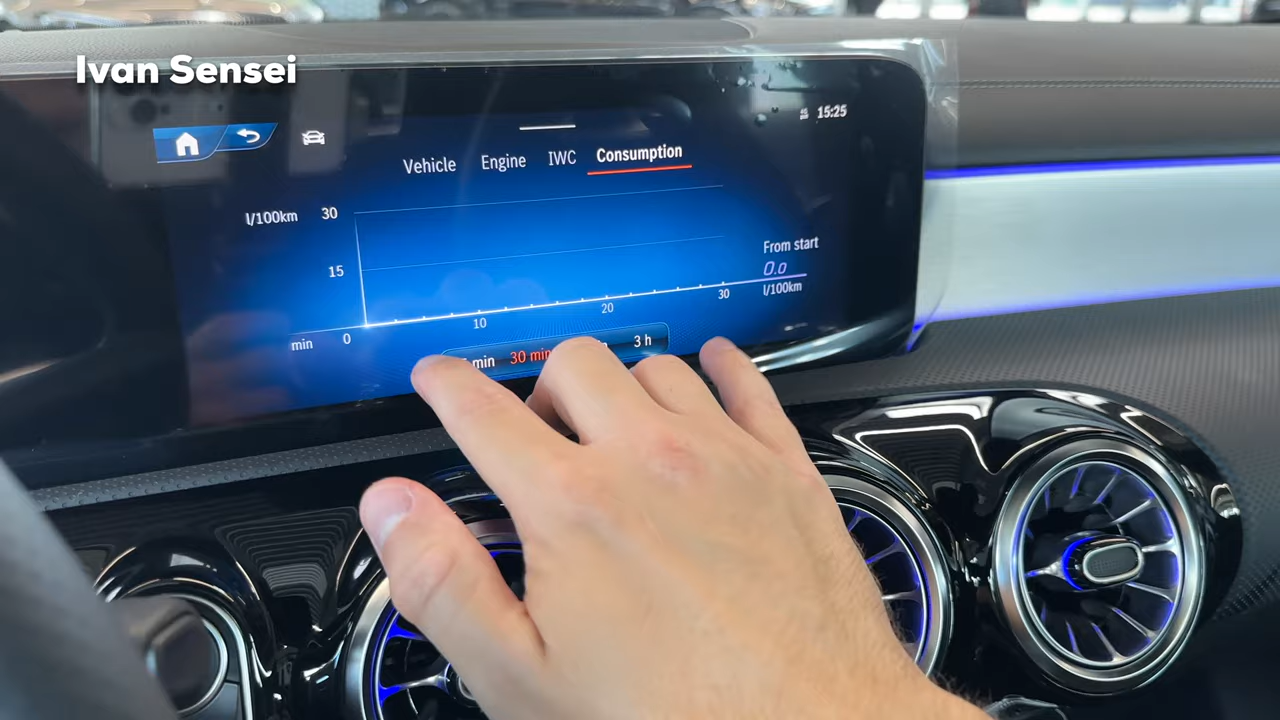 Ivan Sensei
15:25
Vehicle Engine IWC Consumption
l/100km 30
15
From start
0.0
l/100km
min 0 10 20 30
min 30 min 3 h